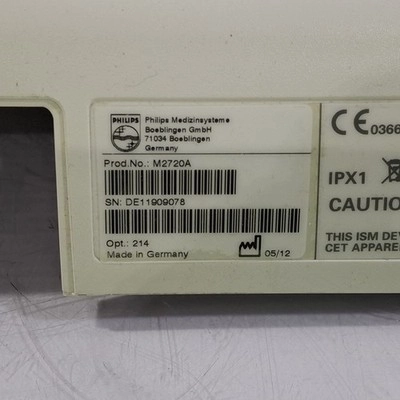 PHILIPS
Philips Medizinsysteme
Boeblingen GmbH
71034 Boeblingen
Germany
Prod.No.: M2720A
SN: DE11909078
Opt.: 214
Made in Germany
05/12
CE 0366
IPX1
CAUTIO
THIS ISM DEV
CET APPARE